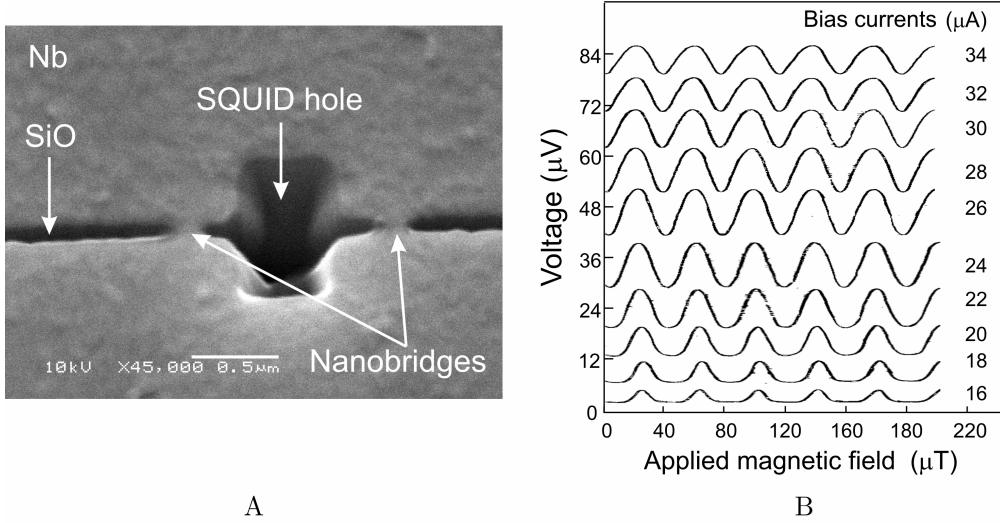 Nb
SQUID hole
SiO
Nanobridges
10kV X45,000 0.5µm
A
Bias currents (µA)
34
32
30
28
26
24
22
20
18
16
Voltage (µV)
84
72
60
48
36
24
12
0
0 40 80 120 160 180 220
Applied magnetic field (µT)
B